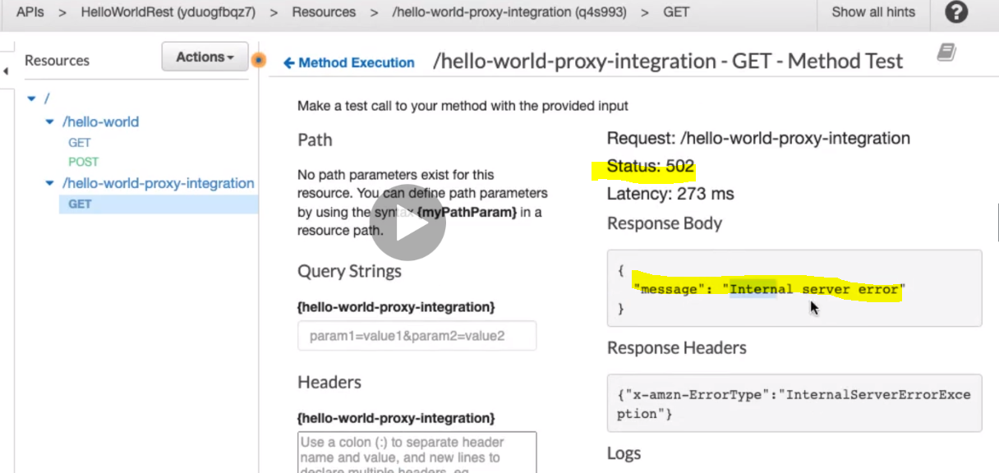 APIs > HelloWorldRest (yduogfbqz7) > Resources > /hello-world-proxy-integration (q4s993) > GET Show all hints ?
Resources Actions
Method Execution /hello-world-proxy-integration - GET - Method Test
/
/hello-world
GET
POST
/hello-world-proxy-integration
GET
Make a test call to your method with the provided input
Path
No path parameters exist for this
resource. You can define path parameters
by using the syntax {myPathParam} in a
resource path.
Query Strings
{hello-world-proxy-integration}
param1=value1&param2=value2
Headers
{hello-world-proxy-integration}
Use a colon (:) to separate header
name and value, and new lines to
declare multiple headers. eg.
Request: /hello-world-proxy-integration
Status: 502
Latency: 273 ms
Response Body
{
"message": "Internal server error"
}
Response Headers
{"x-amzn-ErrorType":"InternalServerErrorExce
ption"}
Logs